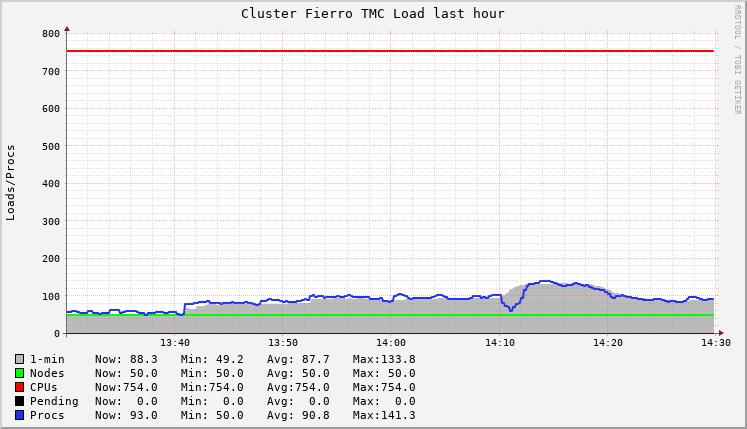 Cluster Fierro TMC Load last hour
RRDTOOL / TOBI OETIKER
Loads/Procs
800
700
600
500
400
300
200
100
0
13:40 13:50 14:00 14:10 14:20 14:30
1-min Now: 88.3 Min: 49.2 Avg: 87.7 Max:133.8
Nodes Now: 50.0 Min: 50.0 Avg: 50.0 Max: 50.0
CPUs Now:754.0 Min:754.0 Avg:754.0 Max:754.0
Pending Now: 0.0 Min: 0.0 Avg: 0.0 Max: 0.0
Procs Now: 93.0 Min: 50.0 Avg: 90.8 Max:141.3